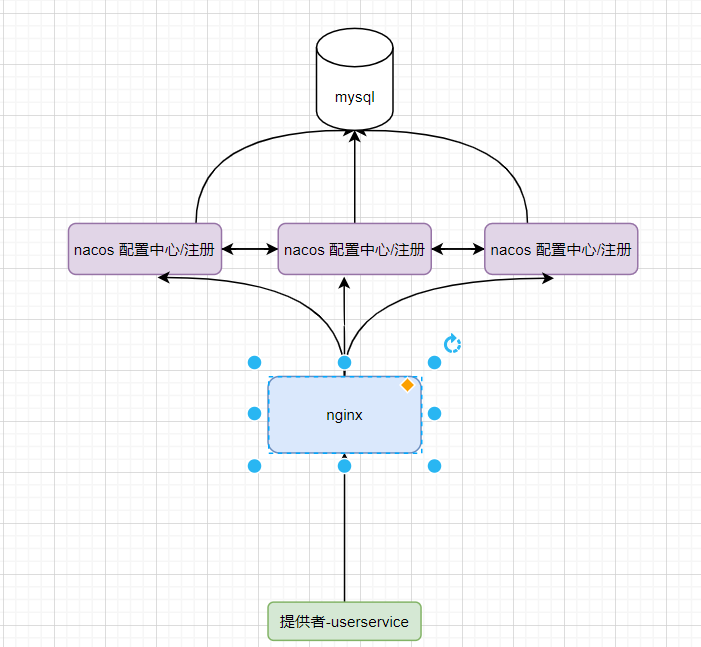 mysql
nacos 配置中心/注册
nacos 配置中心/注册
nacos 配置中心/注册
nginx
提供者-userservice